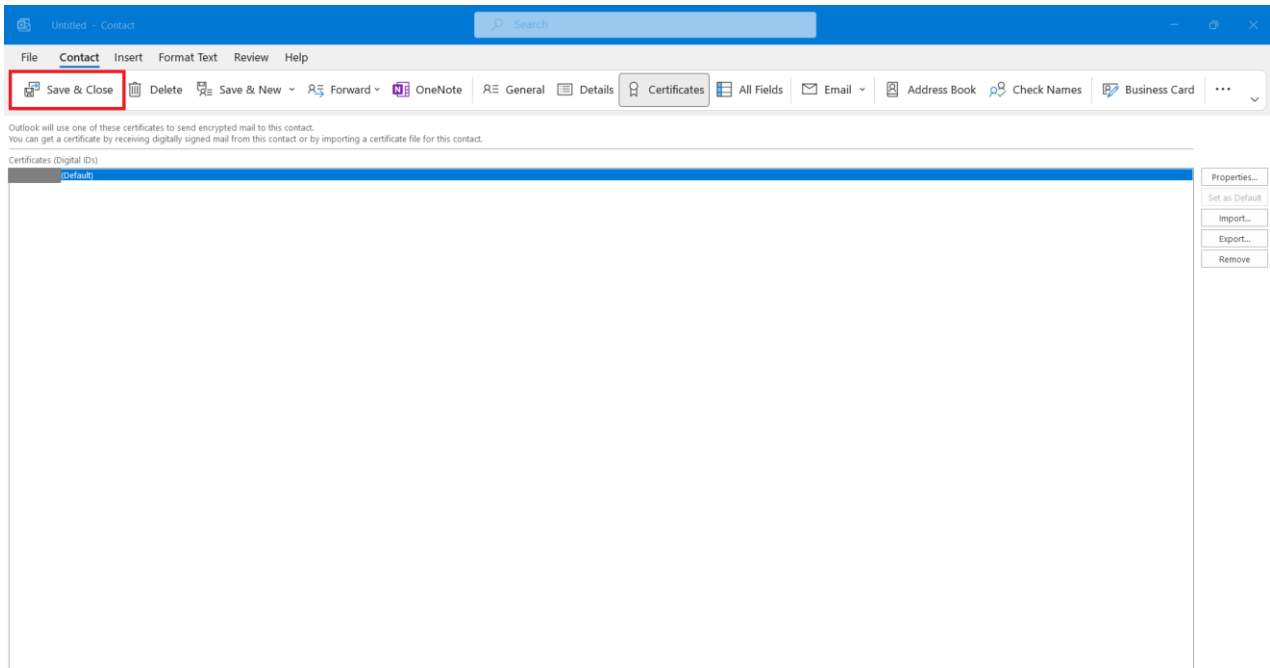 Untitled - Contact
Search
File Contact Insert Format Text Review Help
Save & Close Delete Save & New Forward OneNote General Details Certificates All Fields Email Address Book Check Names Business Card ...
Outlook will use one of these certificates to send encrypted mail to this contact.
You can get a certificate by receiving digitally signed mail from this contact or by importing a certificate file for this contact.
Certificates (Digital IDs)
(Default)
Properties...
Set as Default
Import...
Export...
Remove